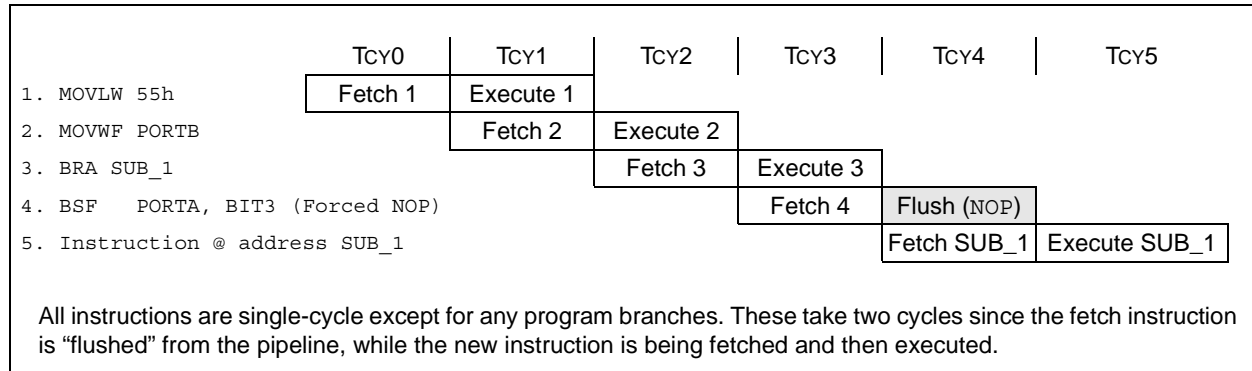 TCY0 TCY1 TCY2 TCY3 TCY4 TCY5
1. MOVLW 55h Fetch 1 Execute 1
2. MOVWF PORTB Fetch 2 Execute 2
3. BRA SUB_1 Fetch 3 Execute 3
4. BSF PORTA, BIT3 (Forced NOP) Fetch 4 Flush (NOP)
5. Instruction @ address SUB_1 Fetch SUB_1 Execute SUB_1
All instructions are single-cycle except for any program branches. These take two cycles since the fetch instruction
is “flushed” from the pipeline, while the new instruction is being fetched and then executed.